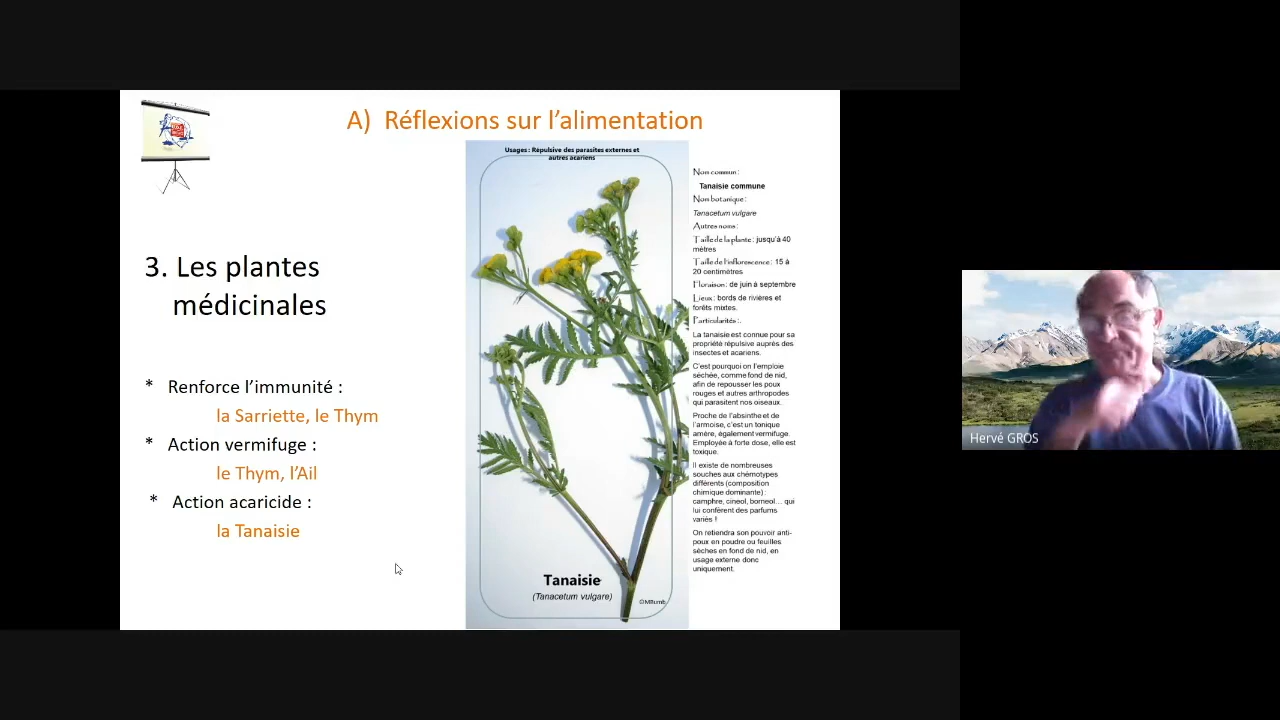 A) Réflexions sur l’alimentation
3. Les plantes
médicinales
* Renforce l’immunité :
la Sarriette, le Thym
* Action vermifuge :
le Thym, l’Ail
* Action acaricide :
la Tanaisie
Usages : Répulsive des parasites externes et
autres acariens
Tanaisie
(Tanacetum vulgare)
©MBumb
Nom commun :
Tanaisie commune
Nom botanique :
Tanacetum vulgare
Autres noms :
Taille de la plante : jusqu'à 40
mètres
Taille de l'inflorescence : 15 à
20 centimètres
Floraison : de juin à septembre
Lieux : bords de rivières et
forêts mixtes.
Particularités :.
La tanaisie est connue pour sa
propriété répulsive auprès des
insectes et acariens.
C'est pourquoi on l'emploie
séchée, comme fond de nid,
afin de repousser les poux
rouges et autres arthropodes
qui parasitent nos oiseaux.
Proche de l'absinthe et de
l'armoise, c'est un tonique
amère, également vermifuge.
Employée à forte dose, elle est
toxique.
Il existe de nombreuses
souches aux chémotypes
différents (composition
chimique dominante) :
camphre, cineol, borneol... qui
lui confèrent des parfums
variés !
On retiendra son pouvoir anti-
poux en poudre ou feuilles
sèches en fond de nid, en
usage externe donc
uniquement.
Hervé GROS